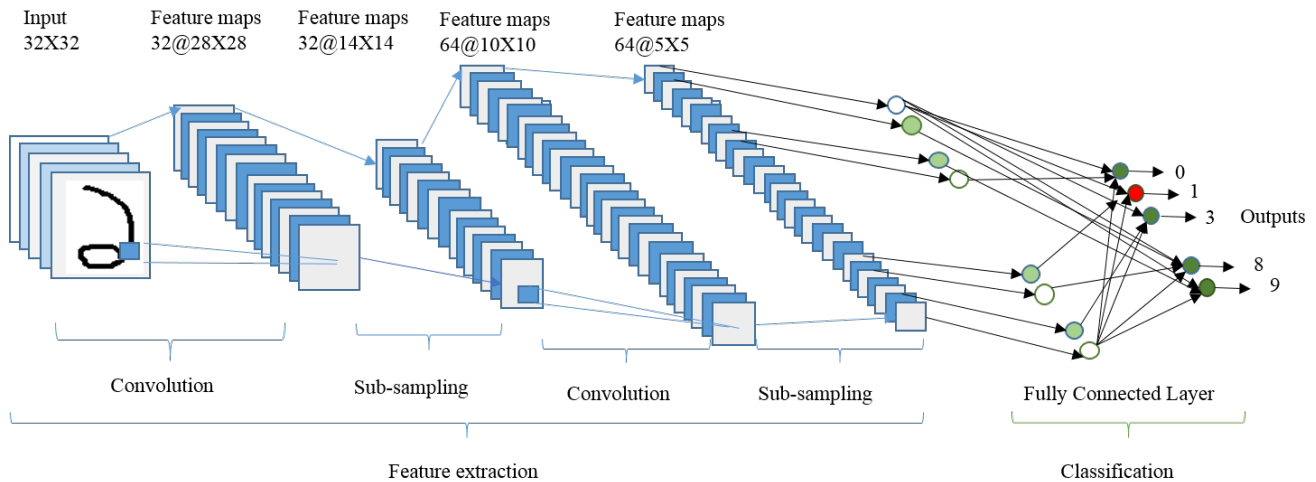 Input
32X32
Feature maps
32@28X28
Feature maps
32@14X14
Feature maps
64@10X10
Feature maps
64@5X5
0
1
3
Outputs
8
9
Convolution
Sub-sampling
Convolution
Sub-sampling
Fully Connected Layer
Feature extraction
Classification